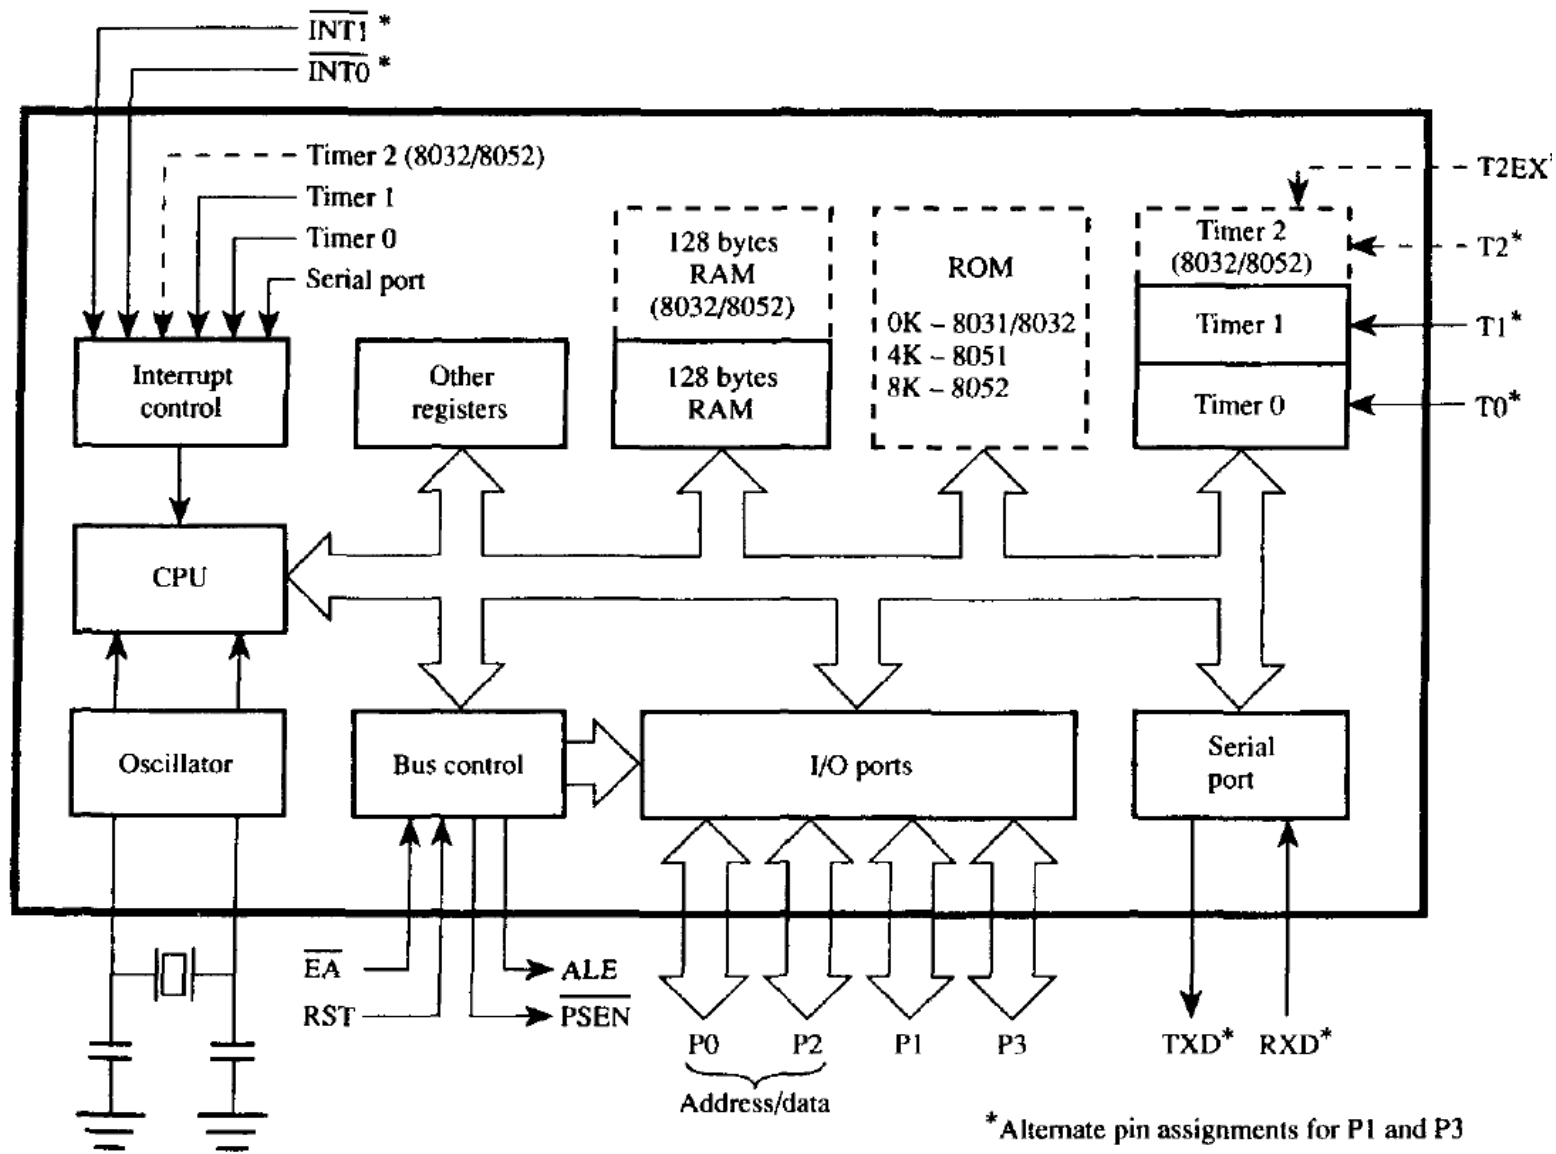 INT1 *
INT0 *
Timer 2 (8032/8052)
Timer 1
Timer 0
Serial port
T2EX*
T2*
T1*
T0*
128 bytes
RAM
(8032/8052)
128 bytes
RAM
ROM
0K – 8031/8032
4K – 8051
8K – 8052
Timer 2
(8032/8052)
Timer 1
Timer 0
Interrupt
control
Other
registers
CPU
Oscillator
Bus control
I/O ports
Serial
port
EA
RST
ALE
PSEN
P0
P2
P1
P3
Address/data
TXD*
RXD*
*Alternate pin assignments for P1 and P3